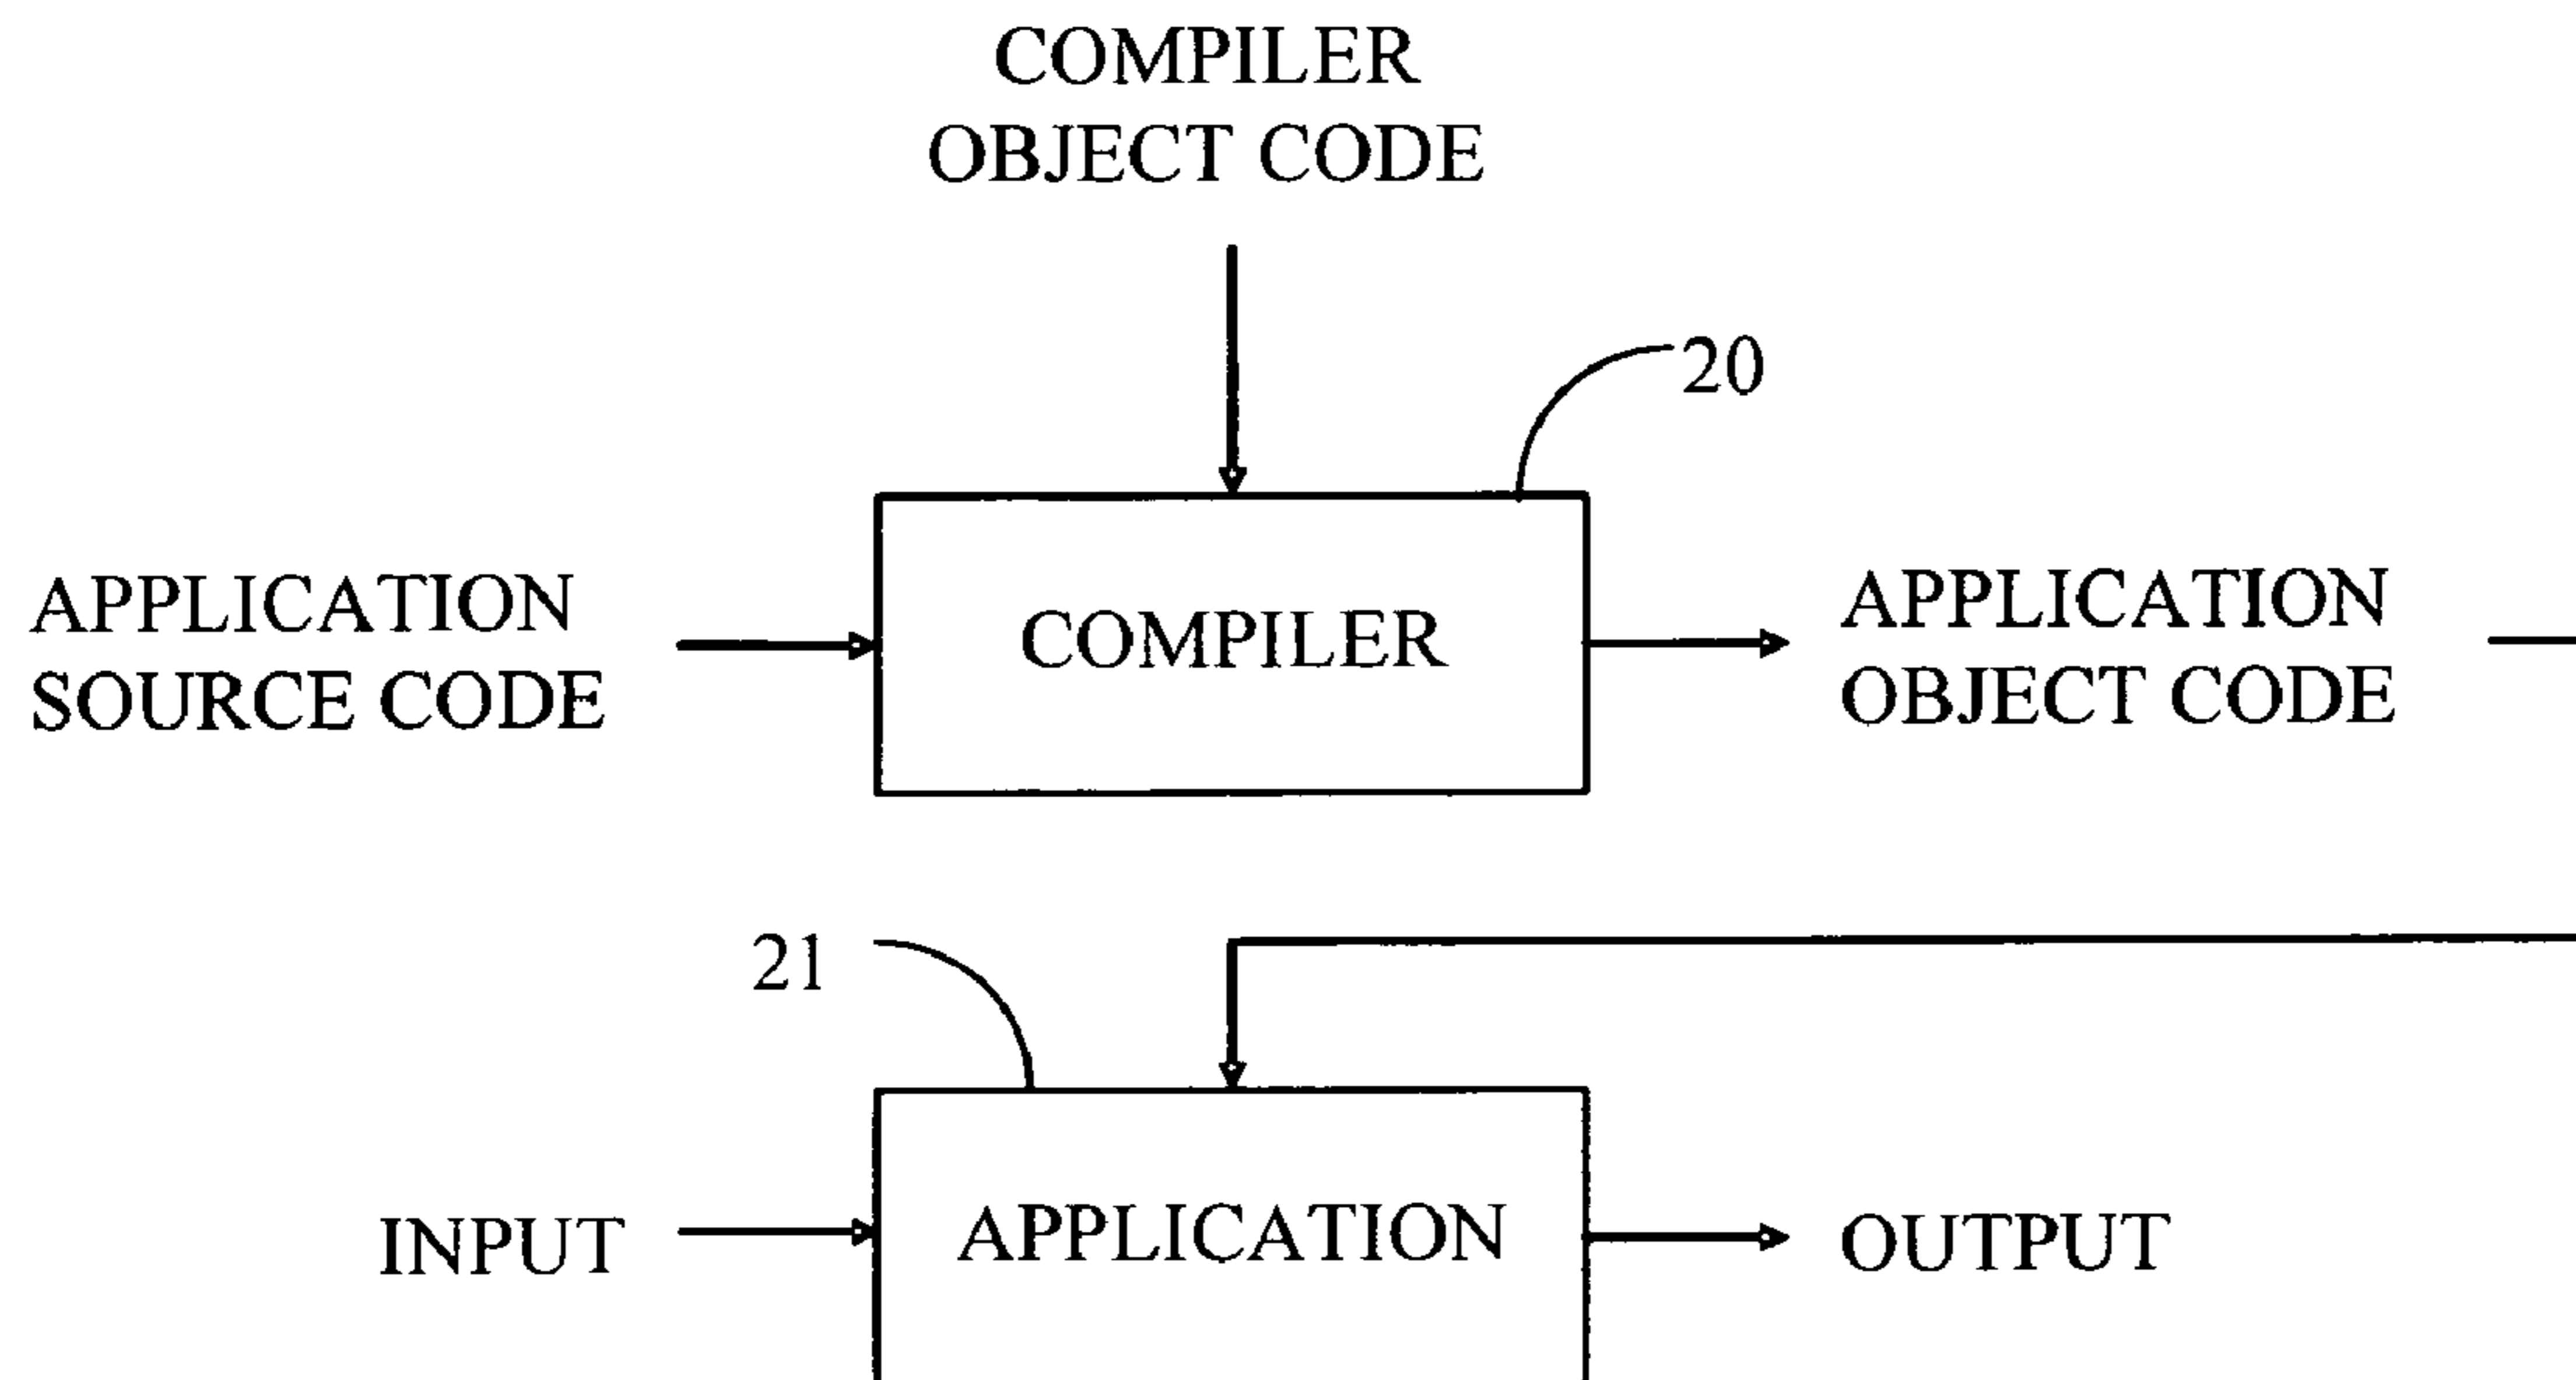 COMPILER
OBJECT CODE
20
APPLICATION
SOURCE CODE
COMPILER
APPLICATION
OBJECT CODE
21
INPUT
APPLICATION
OUTPUT